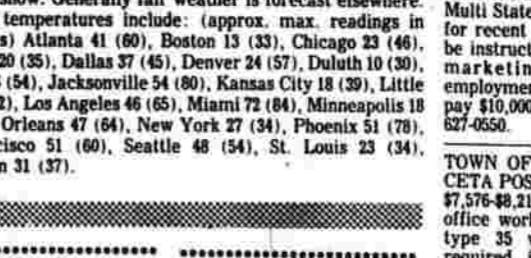 snow. Generally fair weather is forecast elsewhere.
temperatures include: (approx. max. readings in
s) Atlanta 41 (60), Boston 13 (33), Chicago 23 (46),
20 (35), Dallas 37 (45), Denver 24 (57), Duluth 10 (30),
(54), Jacksonville 54 (80), Kansas City 18 (39), Little
2), Los Angeles 46 (65), Miami 72 (84), Minneapolis 18
Orleans 47 (64), New York 27 (34), Phoenix 51 (78),
cisco 51 (60), Seattle 48 (54), St. Louis 23 (34),
n 31 (37).
Multi State
for recent
be instruct
marketin
employmen
pay $10,00
627-0550.
TOWN OF
CETA POS
$7,576-$8,21
office wor
type 35 w
required